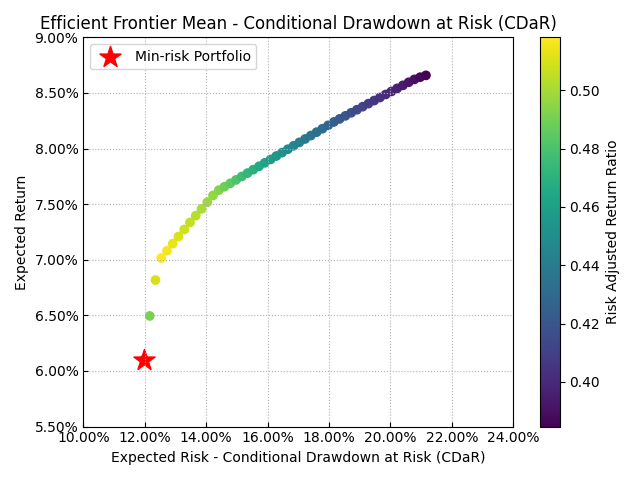 Efficient Frontier Mean - Conditional Drawdown at Risk (CDaR)
9.00%
8.50%
8.00%
7.50%
7.00%
6.50%
6.00%
5.50%
Expected Return
Min-risk Portfolio
10.00% 12.00% 14.00% 16.00% 18.00% 20.00% 22.00% 24.00%
Expected Risk - Conditional Drawdown at Risk (CDaR)
0.50
0.48
0.46
0.44
0.42
0.40
Risk Adjusted Return Ratio